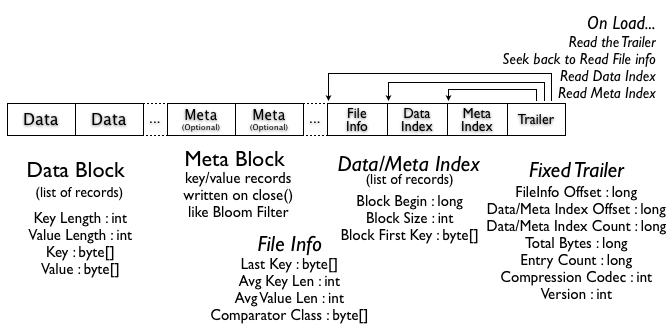 On Load...
Read the Trailer
Seek back to Read File info
Read Data Index
Read Meta Index
Data
Data
...
Meta
(Optional)
Meta
(Optional)
...
File
Info
Data
Index
Meta
Index
Trailer
Data Block
(list of records)
Key Length : int
Value Length : int
Key : byte[]
Value : byte[]
Meta Block
key/value records
written on close()
like Bloom Filter
File Info
Last Key : byte[]
Avg Key Len : int
Avg Value Len : int
Comparator Class : byte[]
Data/Meta Index
(list of records)
Block Begin : long
Block Size : int
Block First Key : byte[]
Fixed Trailer
FileInfo Offset : long
Data/Meta Index Offset : long
Data/Meta Index Count : long
Total Bytes : long
Entry Count : long
Compression Codec : int
Version : int